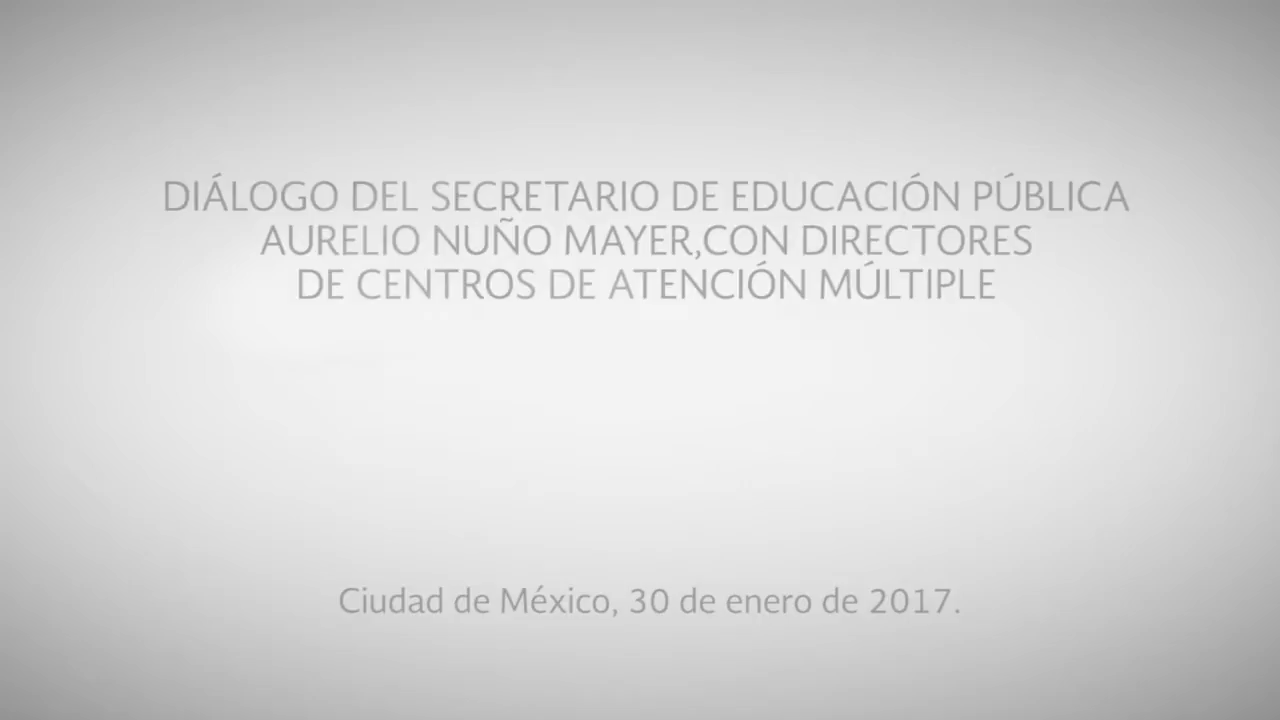 DIÁLOGO DEL SECRETARIO DE EDUCACIÓN PÚBLICA
AURELIO NUÑO MAYER,CON DIRECTORES
DE CENTROS DE ATENCIÓN MÚLTIPLE
Ciudad de México, 30 de enero de 2017.